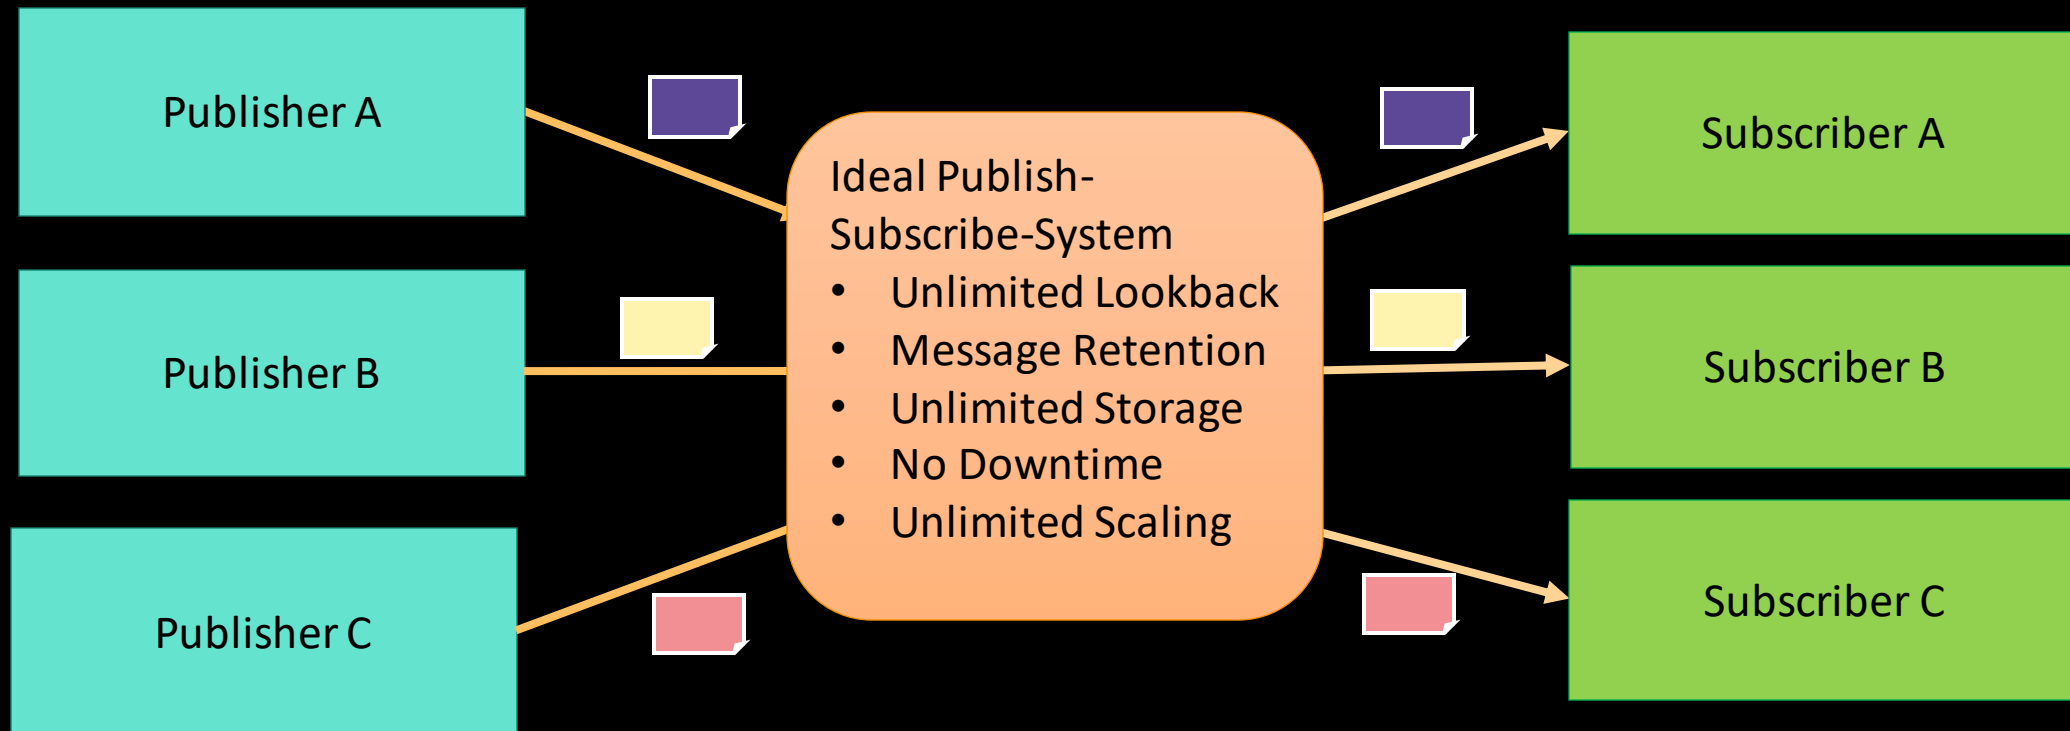 Publisher A
Publisher B
Publisher C
Ideal Publish-
Subscribe-System
• Unlimited Lookback
• Message Retention
• Unlimited Storage
• No Downtime
• Unlimited Scaling
Subscriber A
Subscriber B
Subscriber C